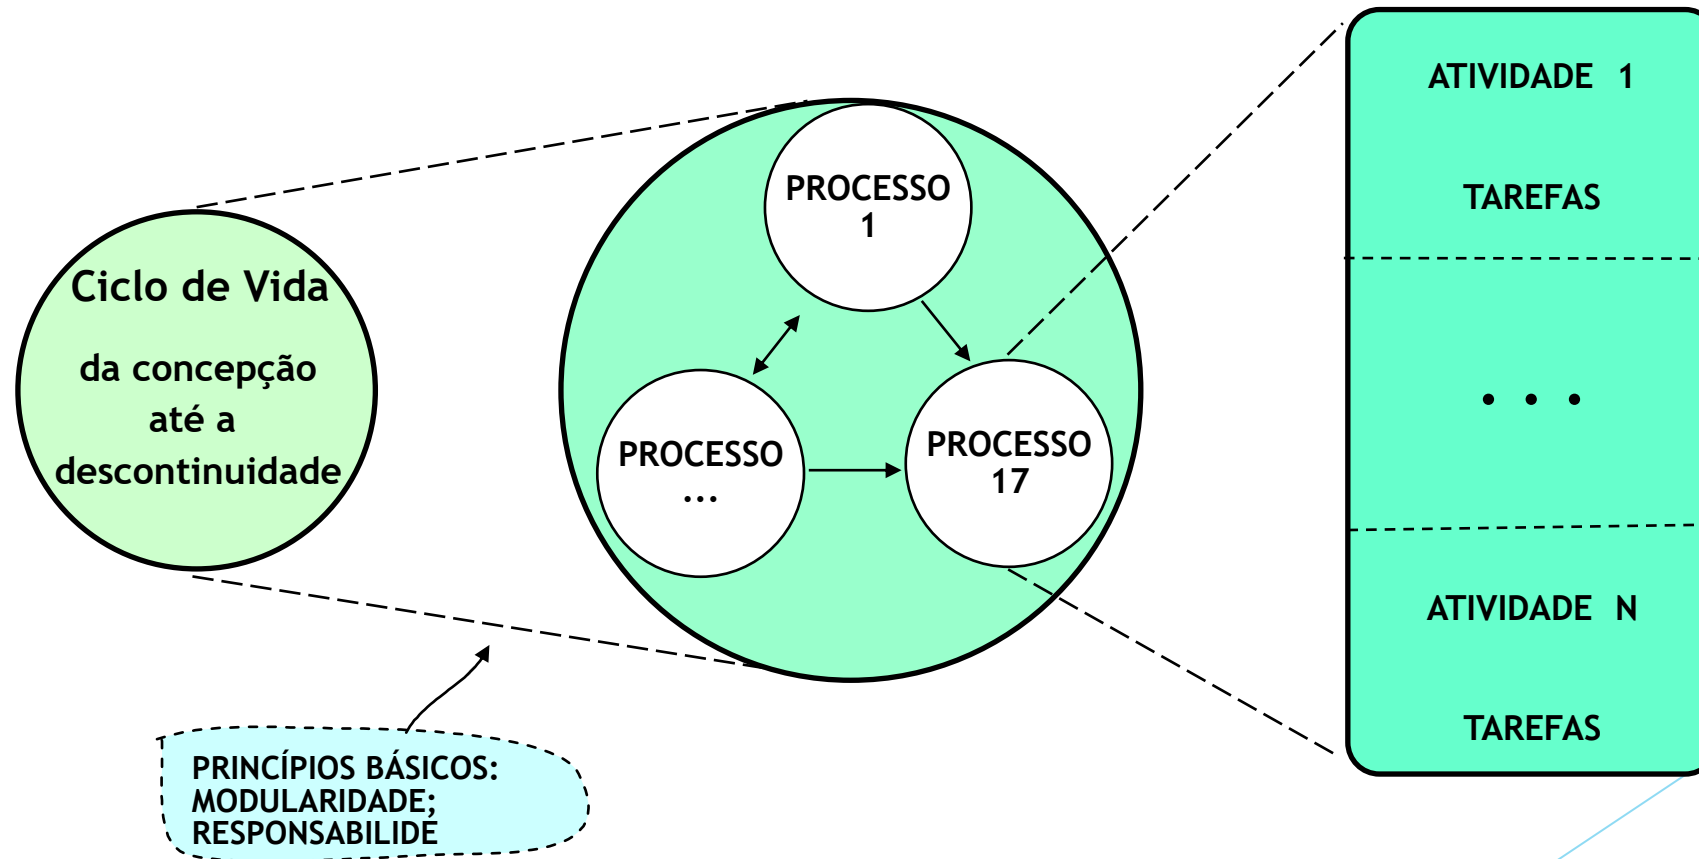 Ciclo de Vida
da concepção
até a
descontinuidade
PROCESSO
1
PROCESSO
...
PROCESSO
17
PRINCÍPIOS BÁSICOS:
MODULARIDADE;
RESPONSABILIDE
ATIVIDADE 1
TAREFAS
. . .
ATIVIDADE N
TAREFAS